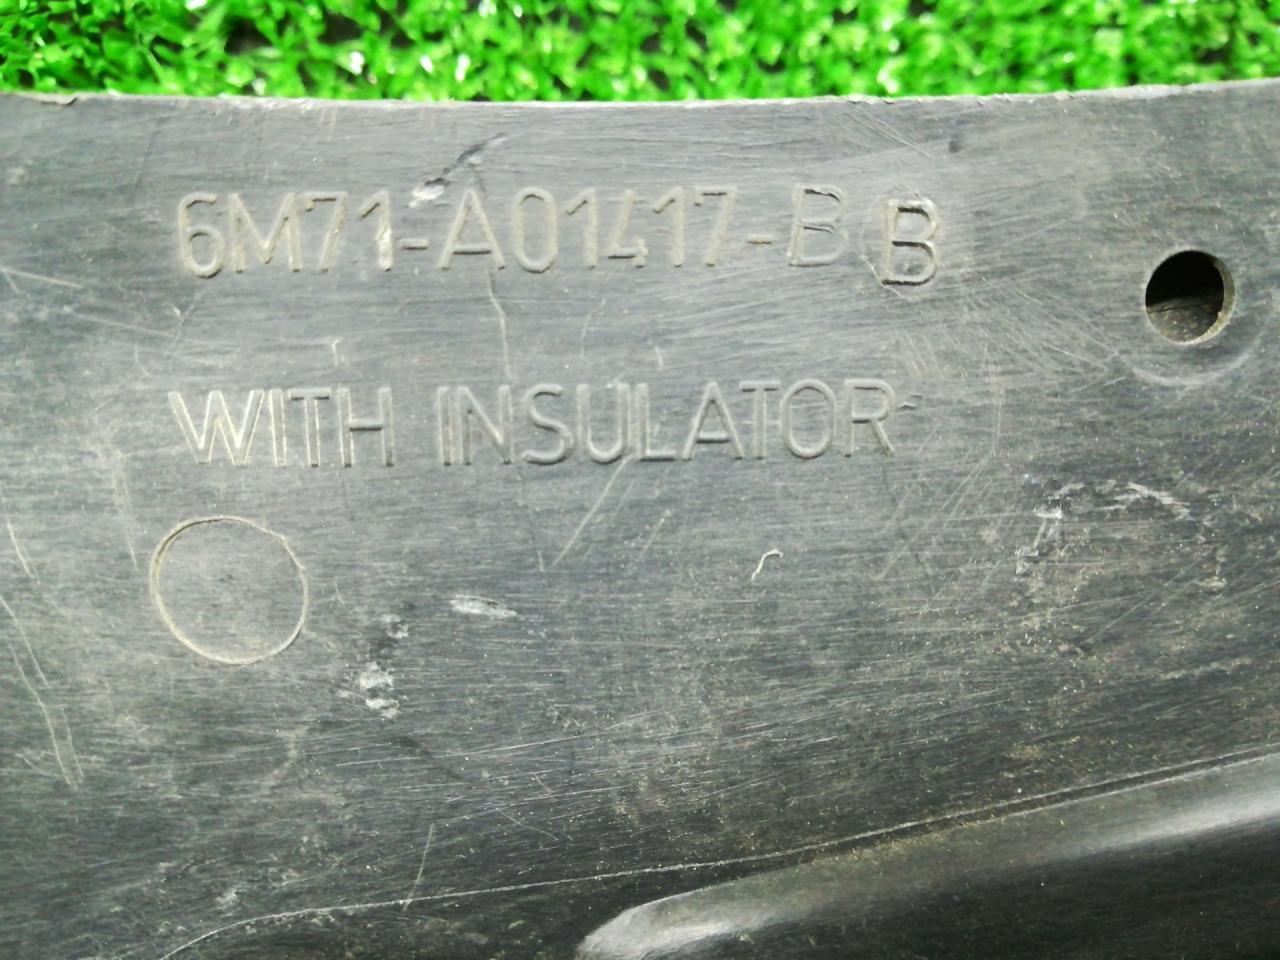 6M71-A01417-BB
WITH INSULATOR